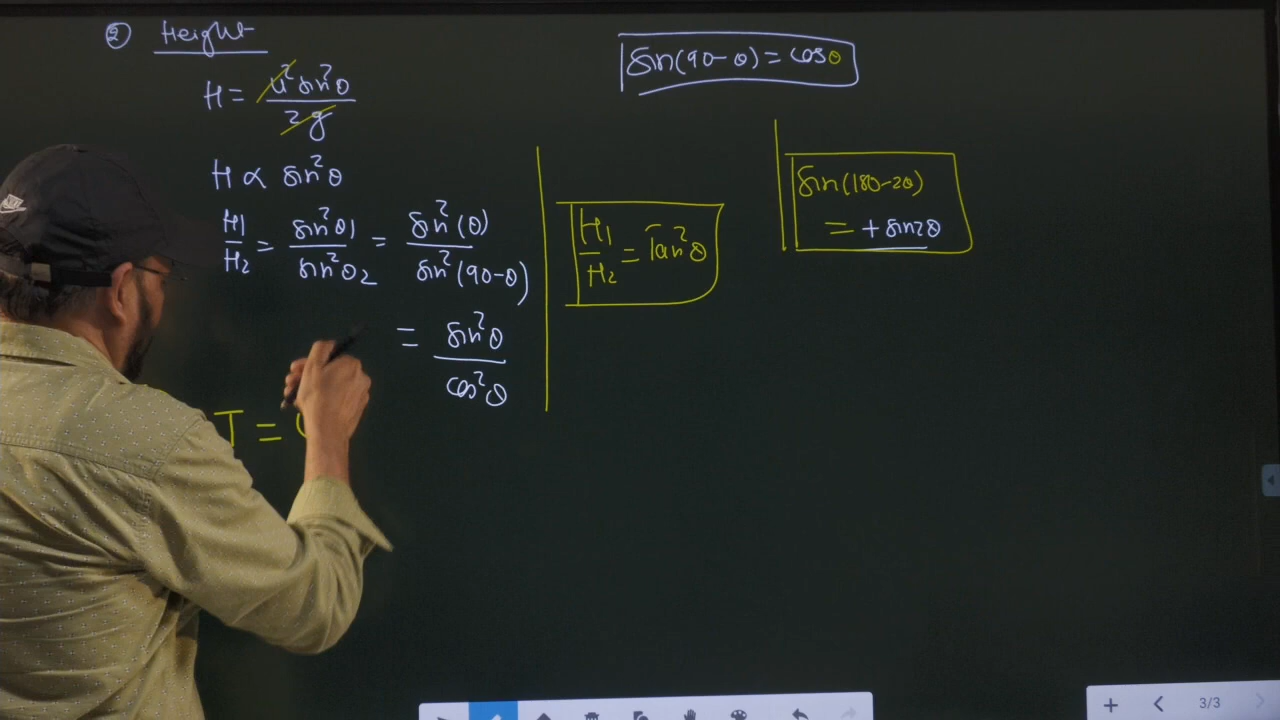 ② Height
H = u²sin²θ / 2g
H ∝ sin²θ
H1/H2 = sin²θ1 / sin²θ2 = sin²(θ) / sin²(90-θ)
= sin²θ / cos²θ
T =
H1/H2 = Tan²θ
sin(90-θ) = cosθ
sin(180-2θ)
= + sin2θ
3/3